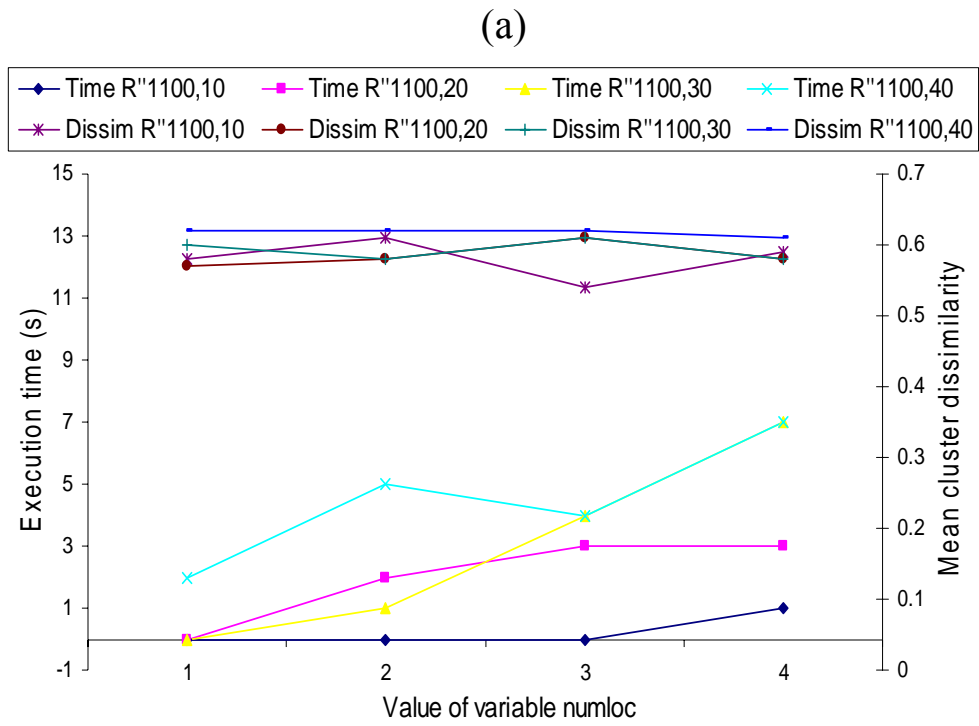 (a)
Time R"1100,10 Time R"1100,20 Time R"1100,30 Time R"1100,40
Dissim R"1100,10 Dissim R"1100,20 Dissim R"1100,30 Dissim R"1100,40
Execution time (s)
15
13
11
9
7
5
3
1
-1
0.7
0.6
0.5
0.4
0.3
0.2
0.1
0
Mean cluster dissimilarity
1 2 3 4
Value of variable numloc